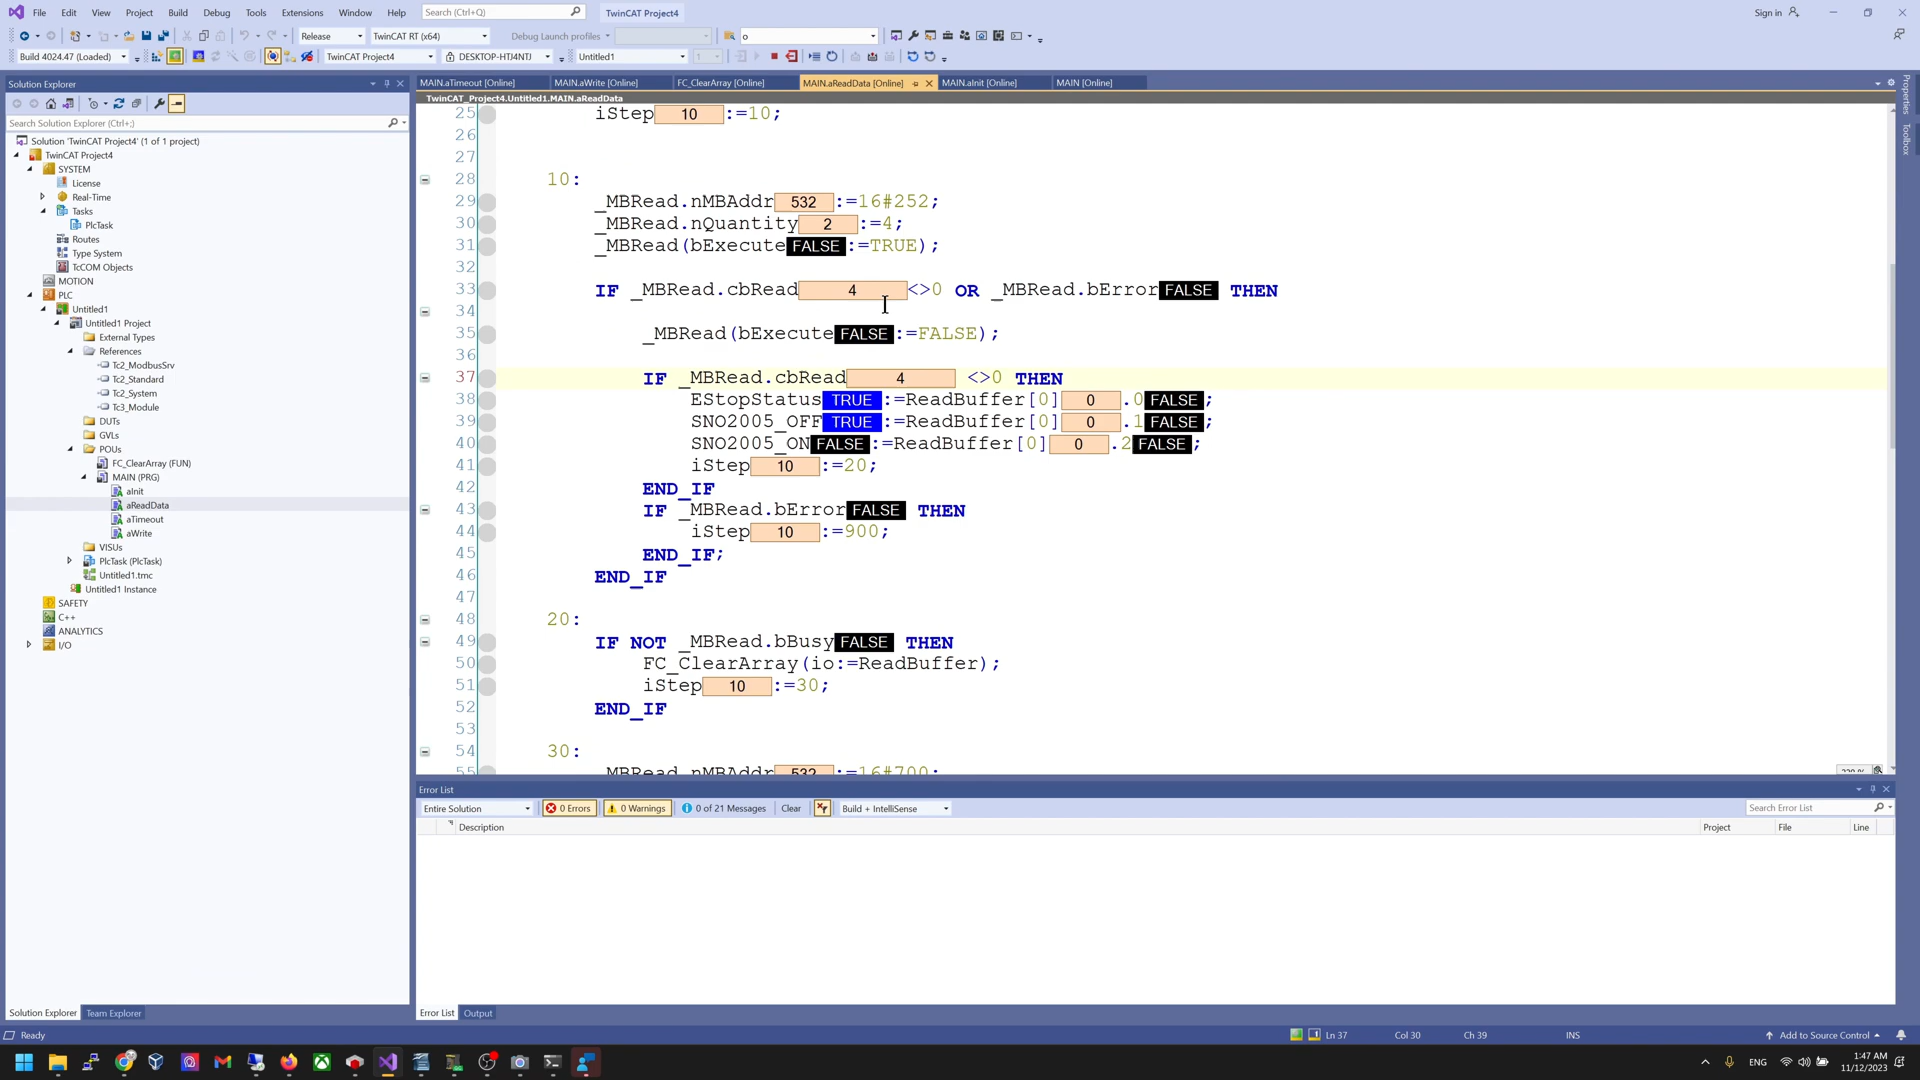 File Edit View Project Build Debug Tools Extensions Window Help Search (Ctrl+Q) TwinCAT Project4 Sign in
Release TwinCAT RT (x64) Debug Launch profiles o
Build 4024.47 (Loaded) TwinCAT Project4 DESKTOP-HTJ4NTJ Untitled1 1
Solution Explorer
Search Solution Explorer (Ctrl+;)
Solution 'TwinCAT Project4' (1 of 1 project)
TwinCAT Project4
SYSTEM
License
Real-Time
Tasks
PlcTask
Routes
Type System
TcCOM Objects
MOTION
PLC
Untitled1
Untitled1 Project
External Types
References
Tc2_ModbusSrv
Tc2_Standard
Tc2_System
Tc3_Module
DUTs
GVLs
POUs
FC_ClearArray (FUN)
MAIN (PRG)
aInit
aReadData
aTimeout
aWrite
VISUs
PlcTask (PlcTask)
Untitled1.tmc
Untitled1 Instance
SAFETY
C++
ANALYTICS
I/O
Solution Explorer Team Explorer
MAIN.aTimeout [Online] MAIN.aWrite [Online] FC_ClearArray [Online] MAIN.aReadData [Online] MAIN.aInit [Online] MAIN [Online]
TwinCAT_Project4.Untitled1.MAIN.aReadData
25 iStep 10 :=10;
26
27
28 10:
29 _MBRead.nMBAddr 532 :=16#252;
30 _MBRead.nQuantity 2 :=4;
31 _MBRead(bExecute FALSE :=TRUE);
32
33 IF _MBRead.cbRead 4 <>0 OR _MBRead.bError FALSE THEN
34
35 _MBRead(bExecute FALSE :=FALSE);
36
37 IF _MBRead.cbRead 4 <>0 THEN
38 EStopStatus TRUE :=ReadBuffer[0] 0 .0 FALSE ;
39 SNO2005_OFF TRUE :=ReadBuffer[0] 0 .1 FALSE ;
40 SNO2005_ON FALSE :=ReadBuffer[0] 0 .2 FALSE ;
41 iStep 10 :=20;
42 END_IF
43 IF _MBRead.bError FALSE THEN
44 iStep 10 :=900;
45 END_IF;
46 END_IF
47
48 20:
49 IF NOT _MBRead.bBusy FALSE THEN
50 FC_ClearArray(io:=ReadBuffer);
51 iStep 10 :=30;
52 END_IF
53
54 30:
55 _MBRead.nMBAddr 532 :=16#700;
Error List
Entire Solution 0 Errors 0 Warnings 0 of 21 Messages Clear Build + IntelliSense Search Error List
Description Project File Line
Error List Output
Ready Ln 37 Col 30 Ch 39 INS Add to Source Control
ENG 1:47 AM
11/12/2023
Properties
Toolbox